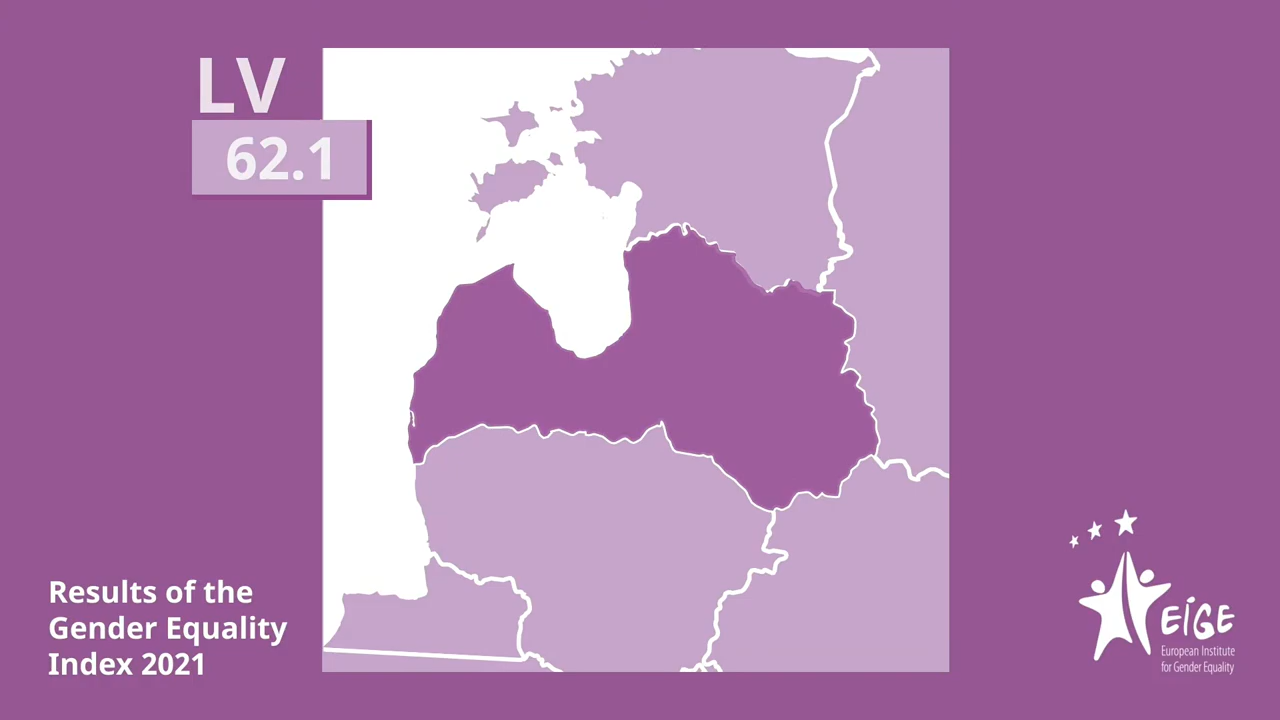 LV
62.1
Results of the
Gender Equality
Index 2021
EIGE
European Institute
for Gender Equality